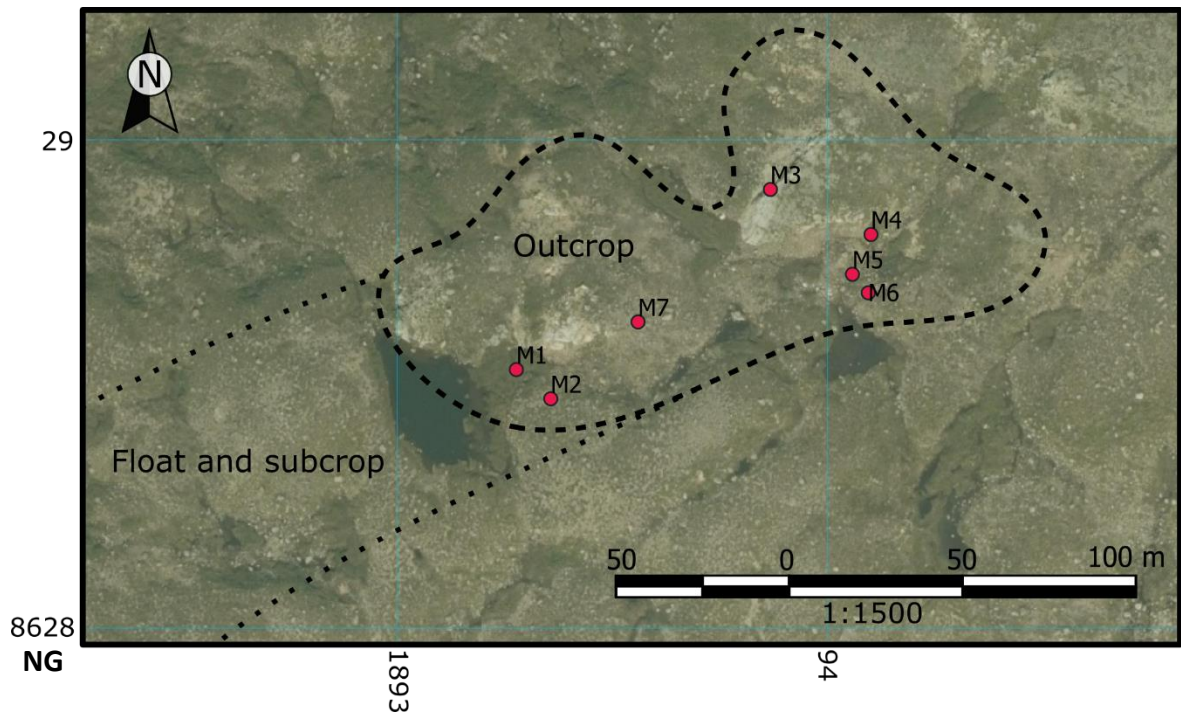 N
29
M3
M4
Outcrop
M5
M6
M7
M1
M2
Float and subcrop
50 0 50 100 m
1:1500
8628
NG
1893
94